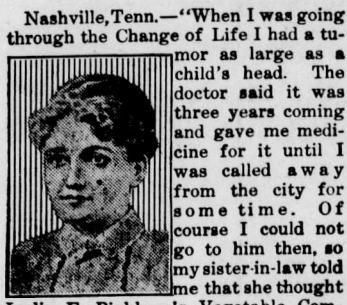 Nashville, Tenn.—"When I was going
through the Change of Life I had a tu-
mor as large as a
child's head. The
doctor said it was
three years coming
and gave me medi-
cine for it until I
was called away
from the city for
some time. Of
course I could not
go to him then, so
my sister-in-law told
me that she thought